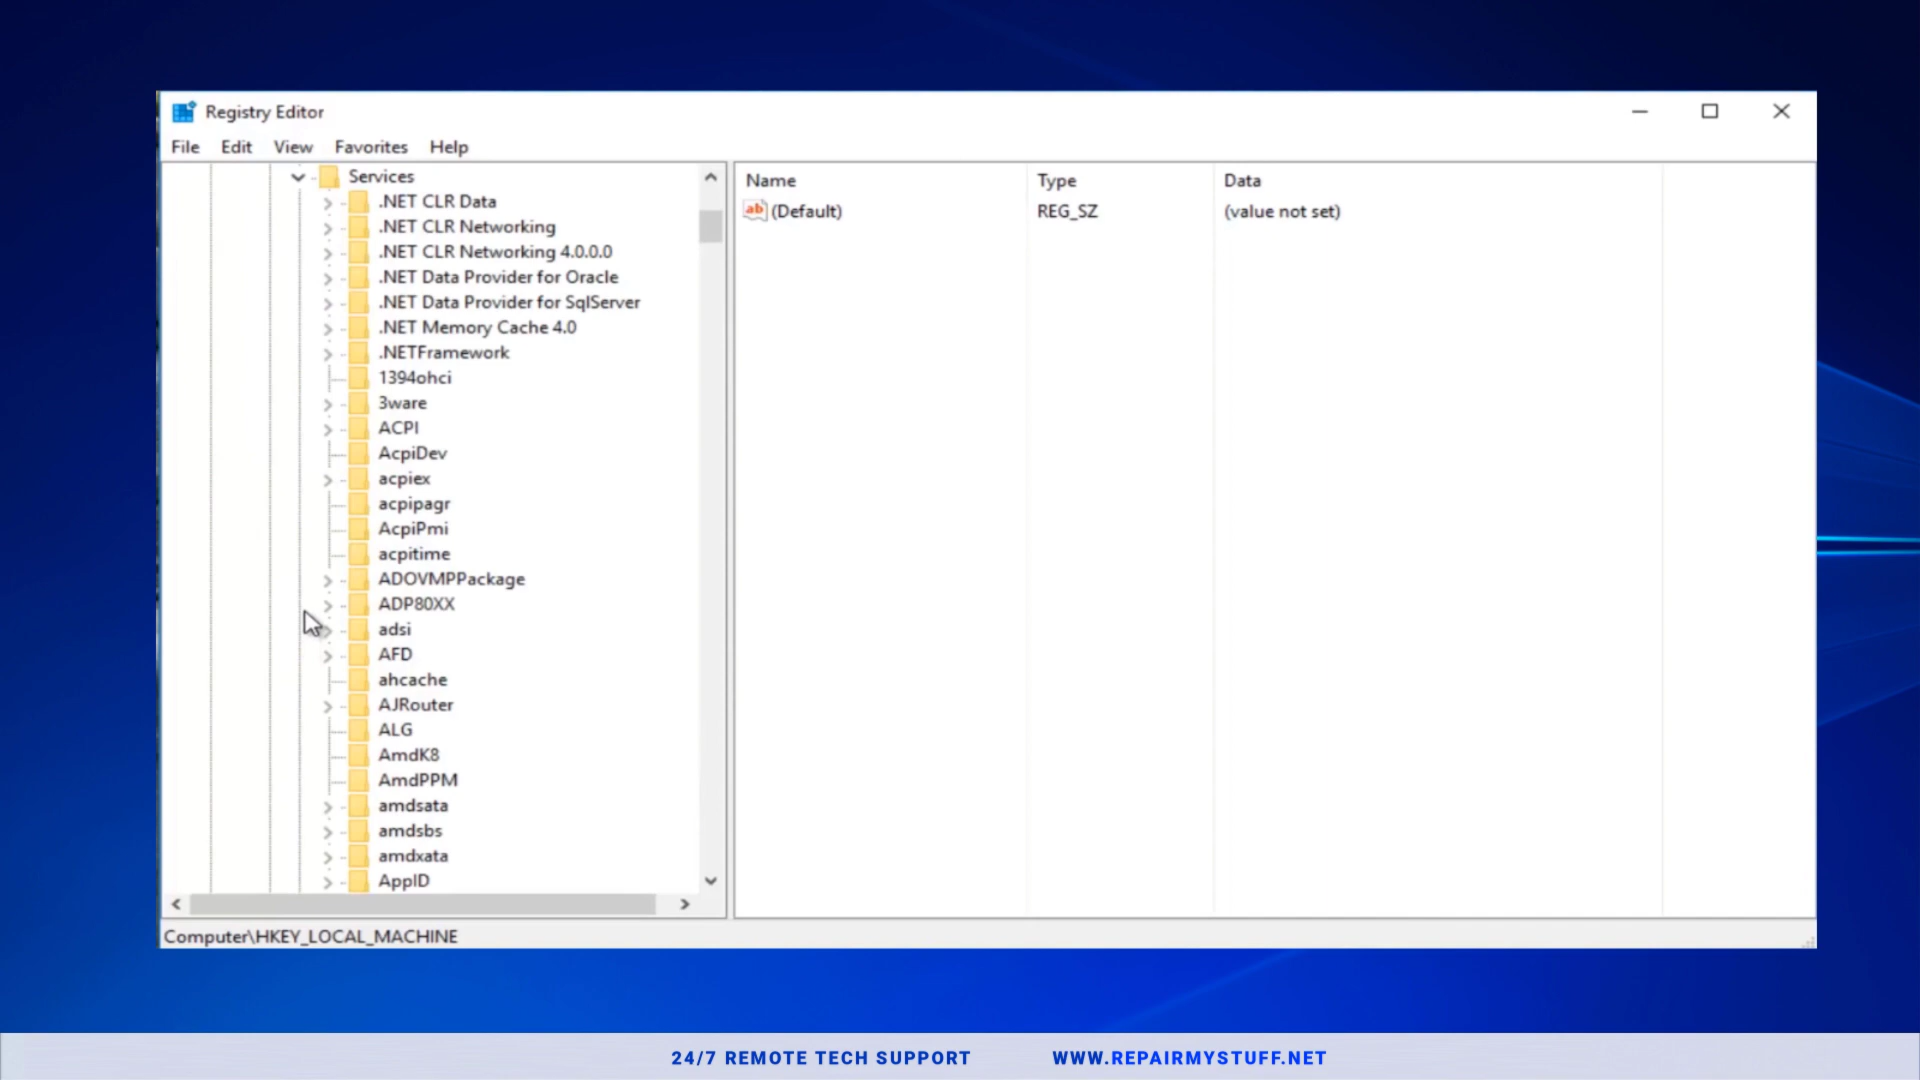 Registry Editor
File Edit View Favorites Help
Services
.NET CLR Data
.NET CLR Networking
.NET CLR Networking 4.0.0.0
.NET Data Provider for Oracle
.NET Data Provider for SqlServer
.NET Memory Cache 4.0
.NETFramework
1394ohci
3ware
ACPI
AcpiDev
acpiex
acpipagr
AcpiPmi
acpitime
ADOVMPPackage
ADP80XX
adsi
AFD
ahcache
AJRouter
ALG
AmdK8
AmdPPM
amdsata
amdsbs
amdxata
AppID
Name Type Data
ab (Default) REG_SZ (value not set)
Computer\HKEY_LOCAL_MACHINE
24/7 REMOTE TECH SUPPORT WWW.REPAIRMYSTUFF.NET